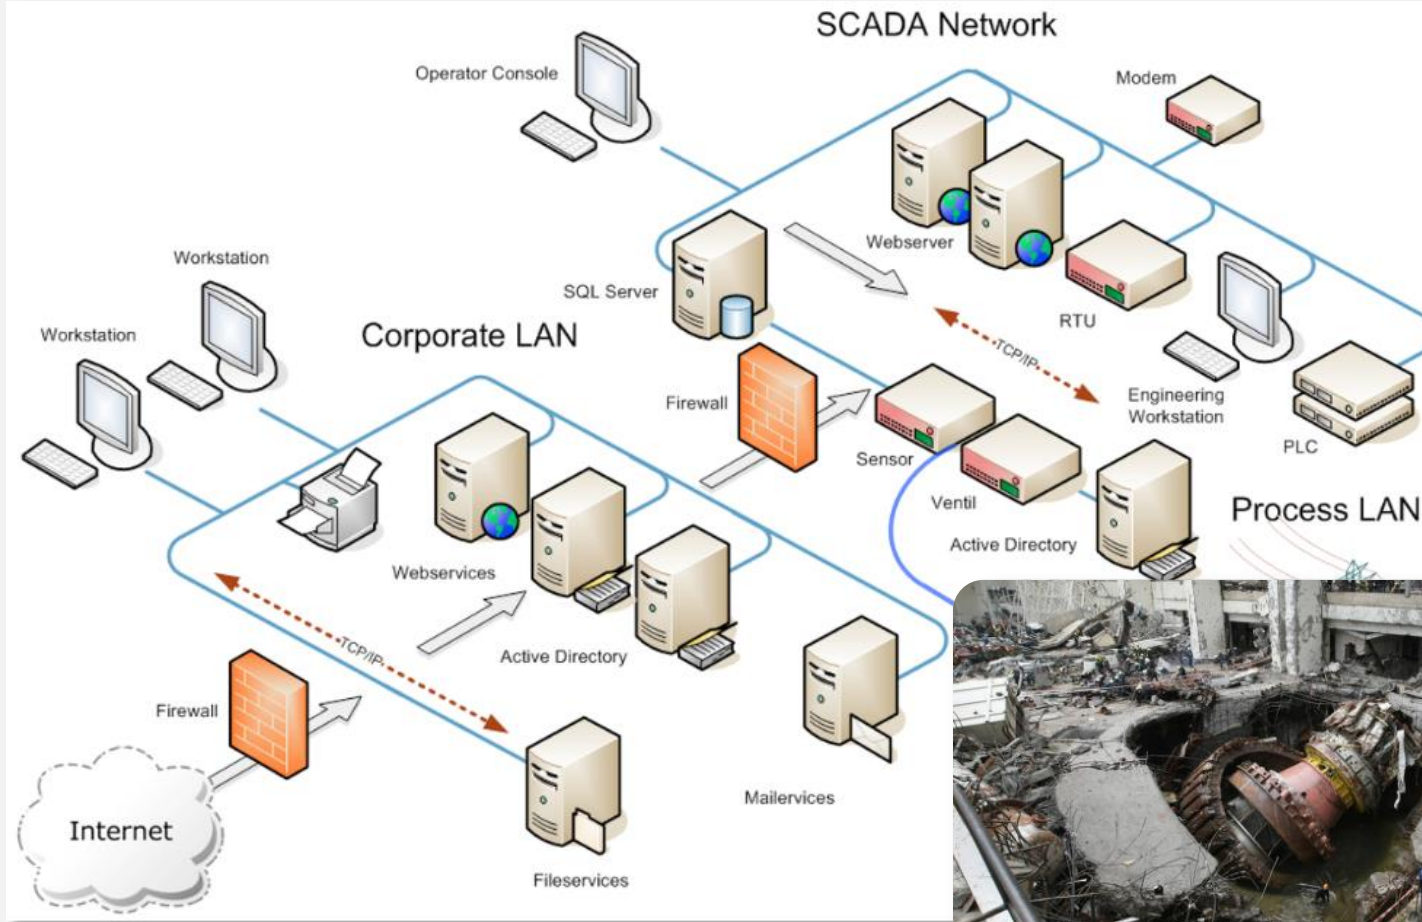 SCADA Network
Operator Console
Modem
Webserver
Workstation
SQL Server
RTU
Workstation
Corporate LAN
TCP/IP
Firewall
Engineering
Workstation
PLC
Sensor
Ventil
Process LAN
Active Directory
Webservices
TCP/IP
Active Directory
Firewall
Mailervices
Internet
Fileservices